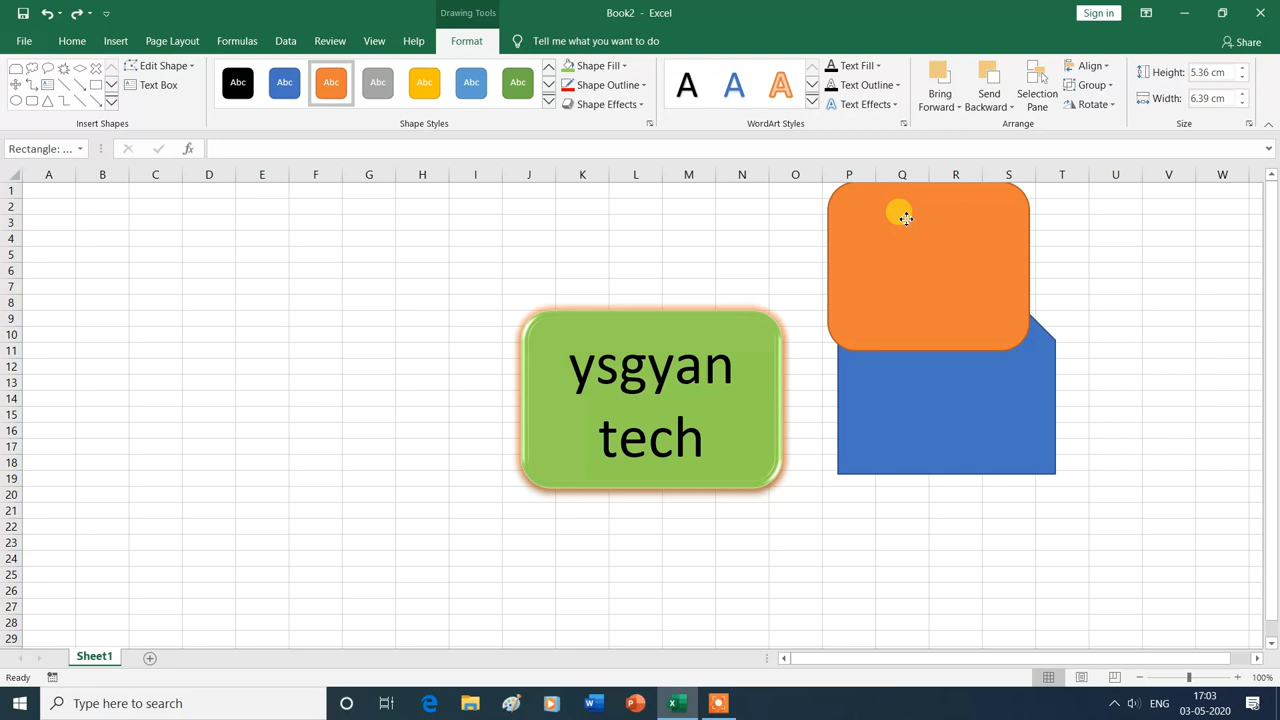 Drawing Tools
Book2 - Excel
Sign in
File Home Insert Page Layout Formulas Data Review View Help Format Tell me what you want to do Share
Edit Shape
Text Box
Insert Shapes
Abc Abc Abc Abc Abc Abc Abc
Shape Fill
Shape Outline
Shape Effects
Shape Styles
A A A
Text Fill
Text Outline
Text Effects
WordArt Styles
Bring Forward
Send Backward
Selection Pane
Align
Group
Rotate
Arrange
Height: 5.36 cm
Width: 6.39 cm
Size
Rectangle: ...
fx
A B C D E F G H I J K L M N O P Q R S T U V W
1
2
3
4
5
6
7
8
9
10
11
12
13
14
15
16
17
18
19
20
21
22
23
24
25
26
27
28
29
ysgyan
tech
Sheet1
Ready
100%
Type here to search
ENG
17:03
03-05-2020